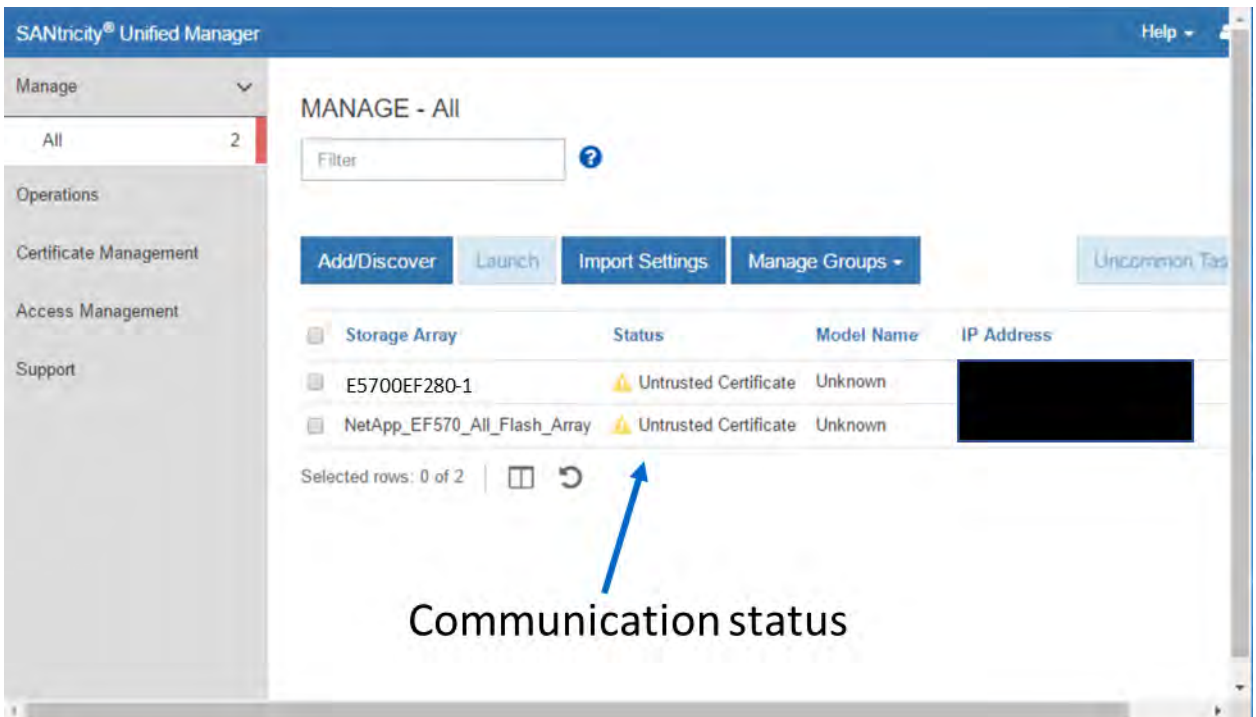 SANtricity® Unified Manager
Help
Manage
All 2
Operations
Certificate Management
Access Management
Support
MANAGE - All
Filter
?
Add/Discover Launch Import Settings Manage Groups Uncommon Tas
Storage Array Status Model Name IP Address
E5700EF280-1 Untrusted Certificate Unknown
NetApp_EF570_All_Flash_Array Untrusted Certificate Unknown
Selected rows: 0 of 2
Communication status